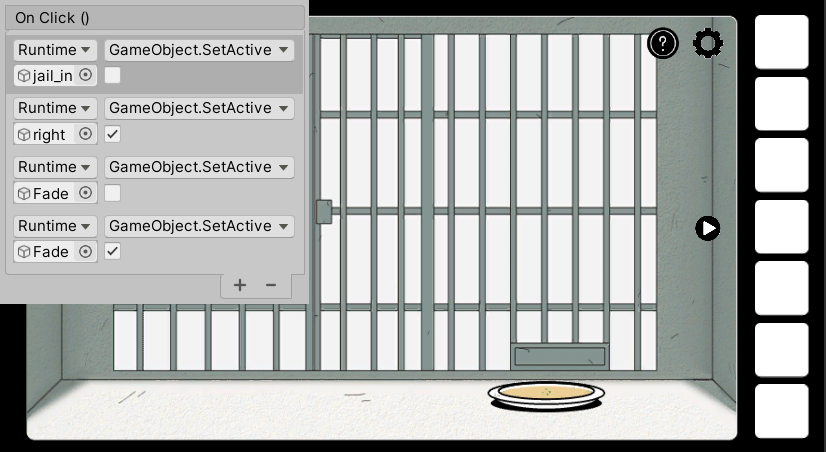 On Click ()
Runtime GameObject.SetActive
jail_in
Runtime GameObject.SetActive
right
Runtime GameObject.SetActive
Fade
Runtime GameObject.SetActive
Fade
+ −
?